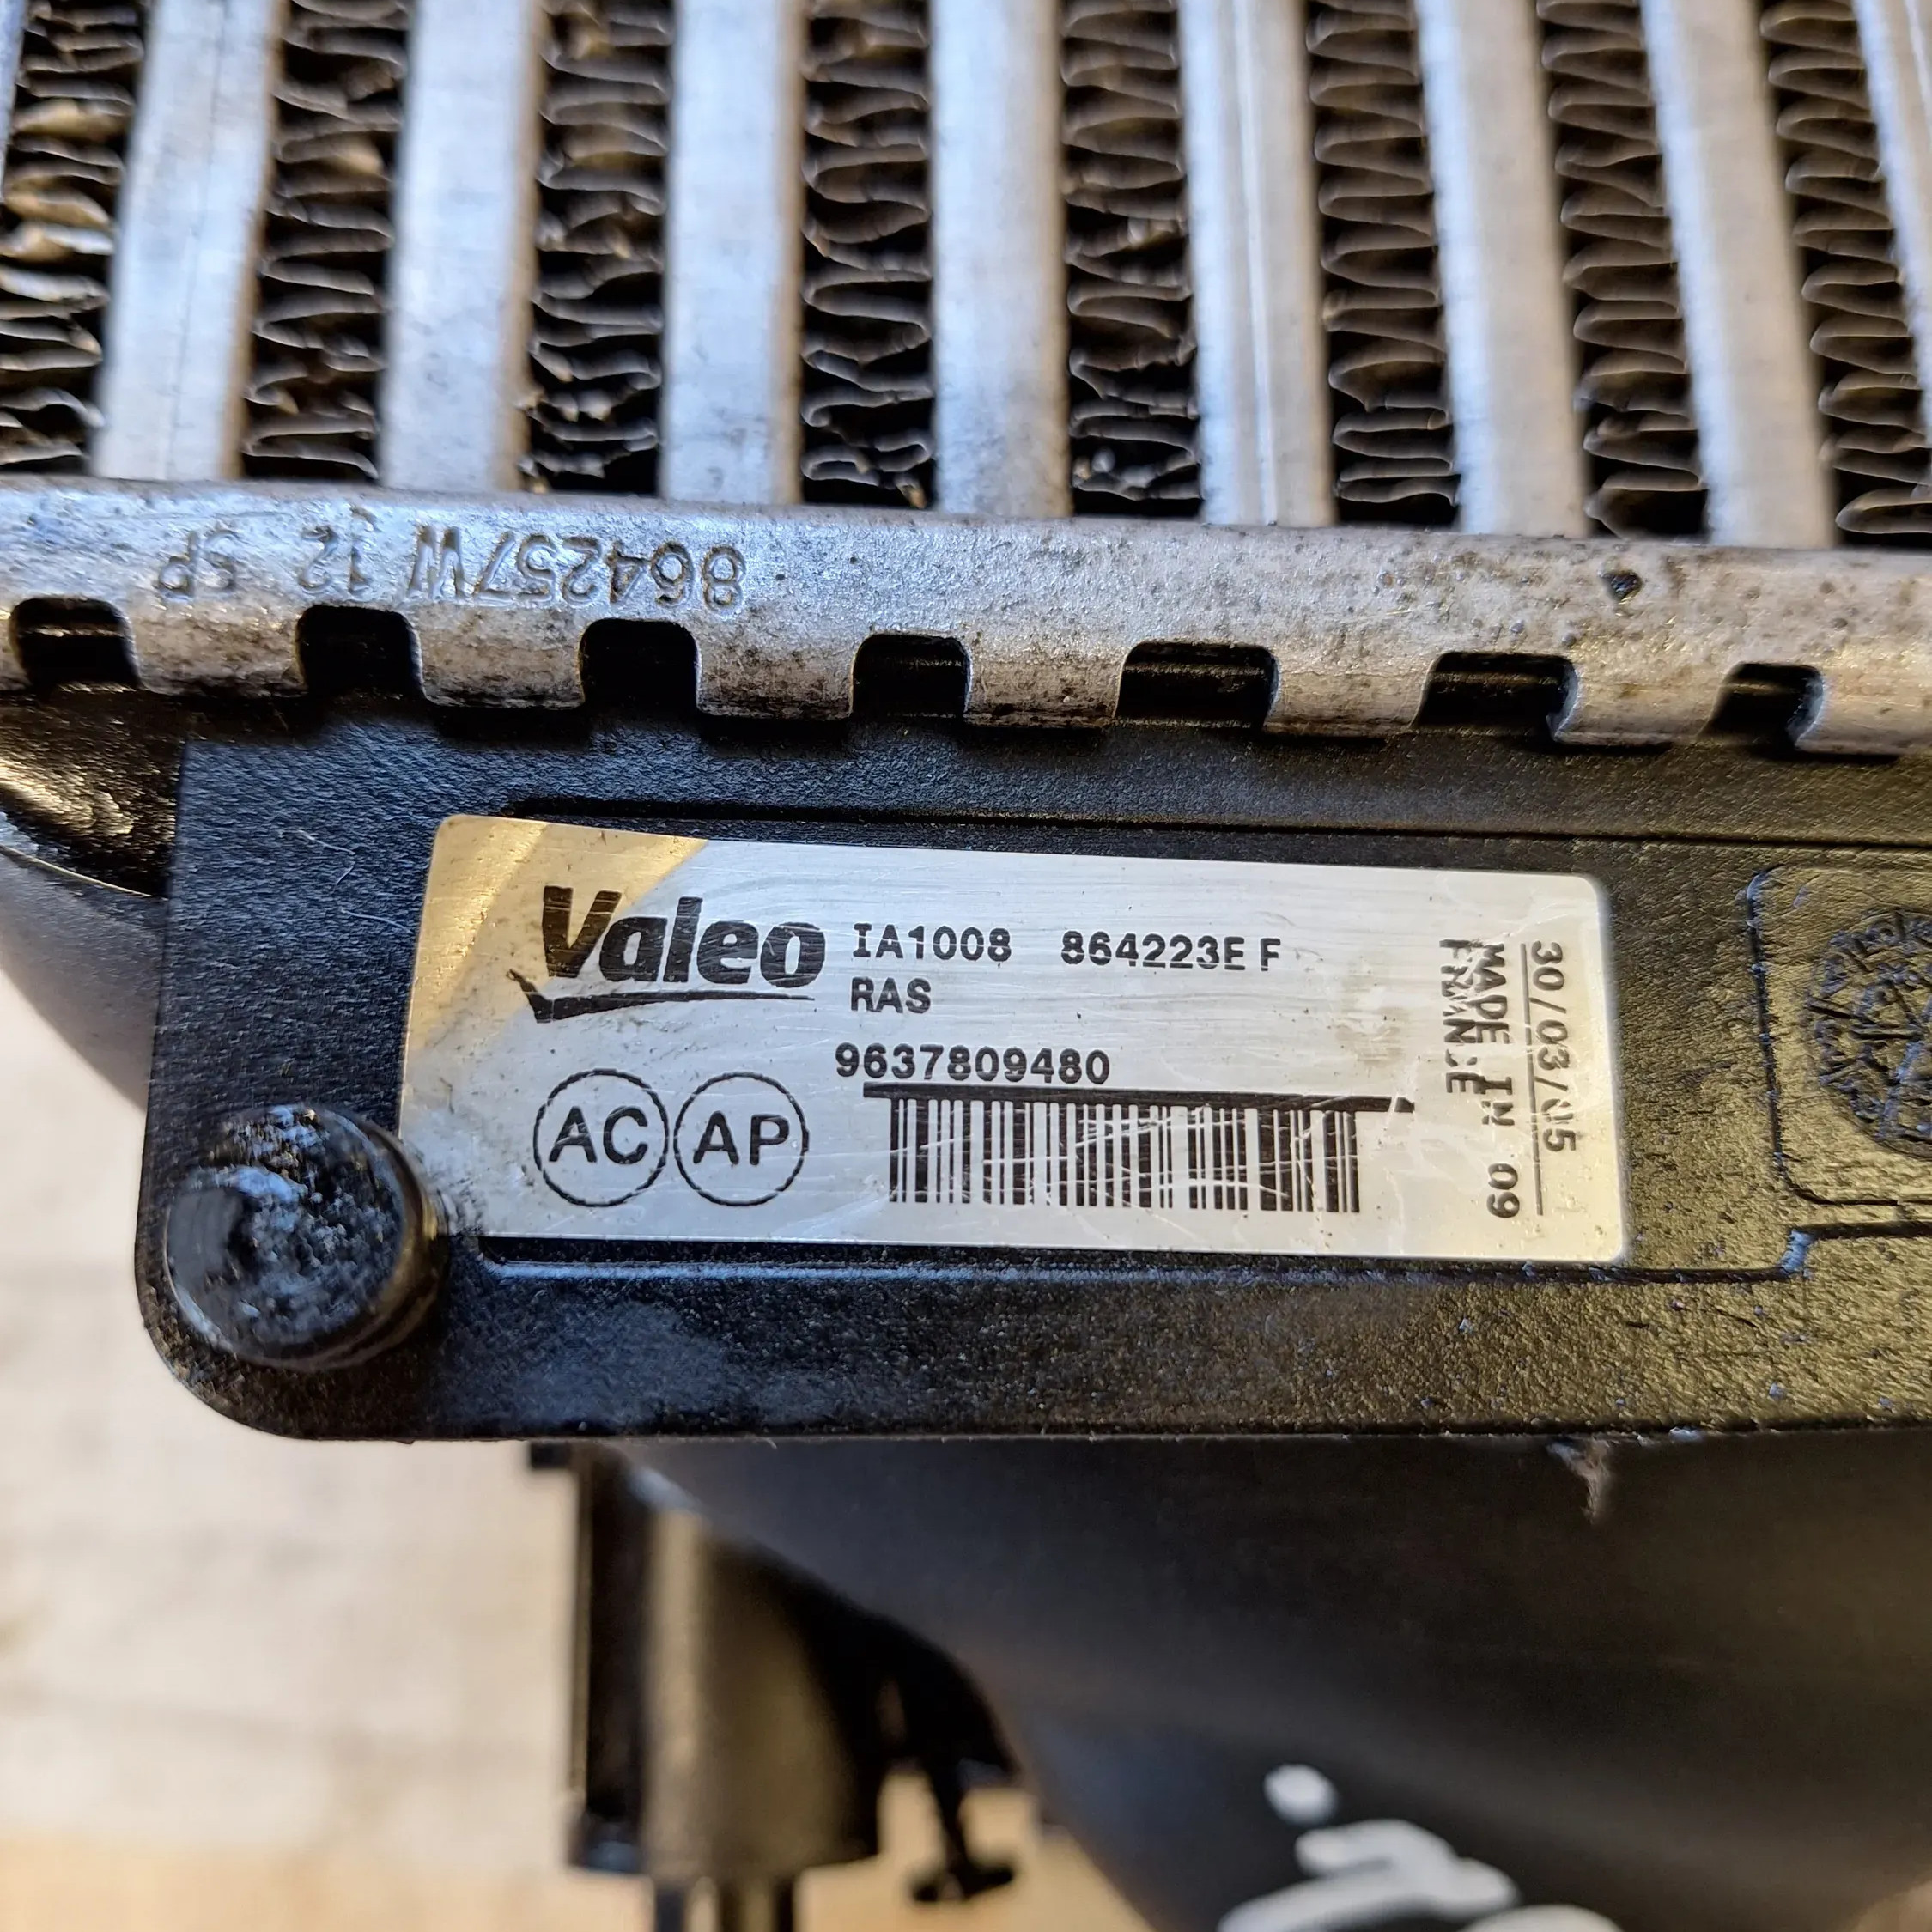 864257W 12 SP
Valeo IA1008 864223E F
RAS
9637809480
AC AP
30/03/05
MADE IN 09
FRANCE